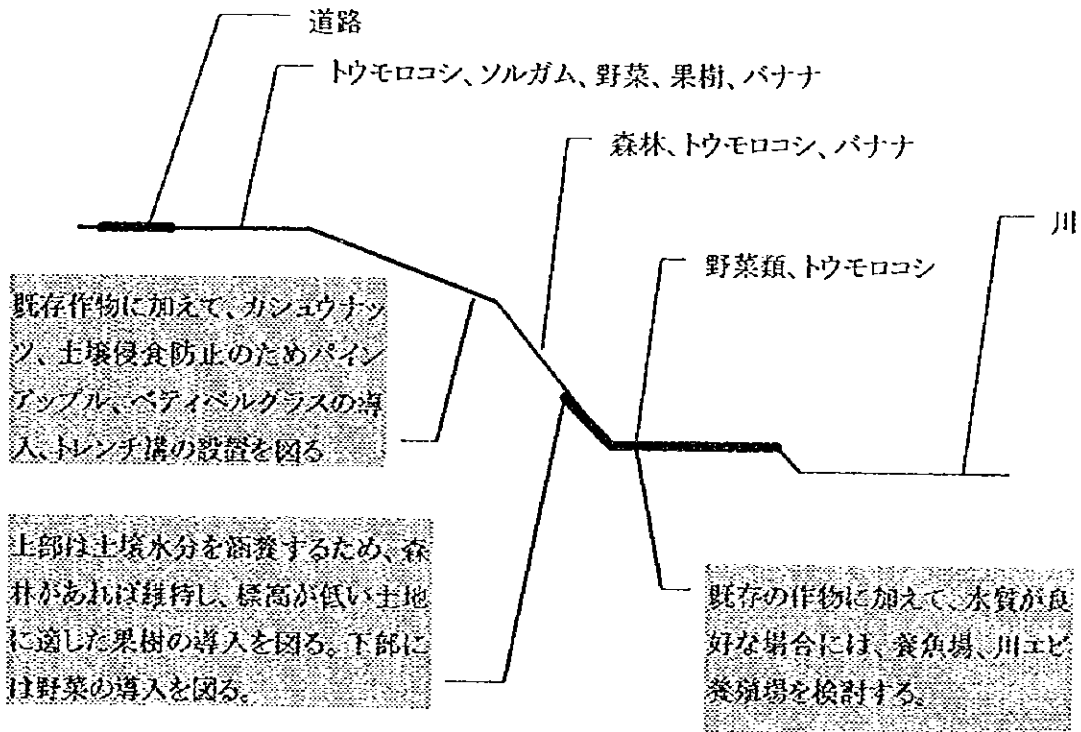 道路
トウモロコシ、ソルガム、野菜、果樹、バナナ
森林、トウモロコシ、バナナ
川
野菜類、トウモロコシ
既存作物に加えて、カシュウナッ
ツ、土壌侵食防止のためパイン
アップル、ベティベルグラスの導
入、トレンチ溝の設置を図る
上部は土壌水分を涵養するため、森
林があれば維持し、標高が低い土地
に適した果樹の導入を図る。下部に
は野菜の導入を図る。
既存の作物に加えて、水質が良
好な場合には、養魚場、川エビ
養殖場を検討する。